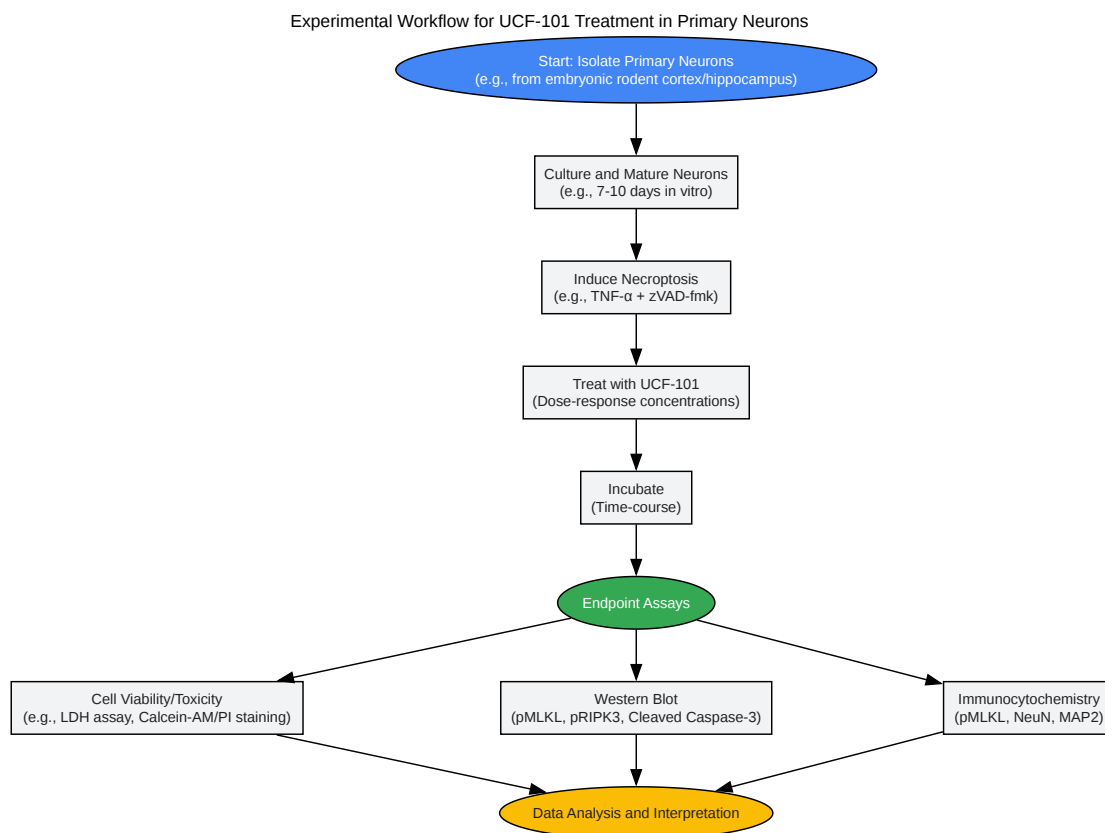 Experimental Workflow for UCF-101 Treatment in Primary Neurons
Start: Isolate Primary Neurons
(e.g., from embryonic rodent cortex/hippocampus)
Culture and Mature Neurons
(e.g., 7-10 days in vitro)
Induce Necroptosis
(e.g., TNF-α + zVAD-fmk)
Treat with UCF-101
(Dose-response concentrations)
Incubate
(Time-course)
Endpoint Assays
Cell Viability/Toxicity
(e.g., LDH assay, Calcein-AM/PI staining)
Western Blot
(pMLKL, pRIPK3, Cleaved Caspase-3)
Immunocytochemistry
(pMLKL, NeuN, MAP2)
Data Analysis and Interpretation